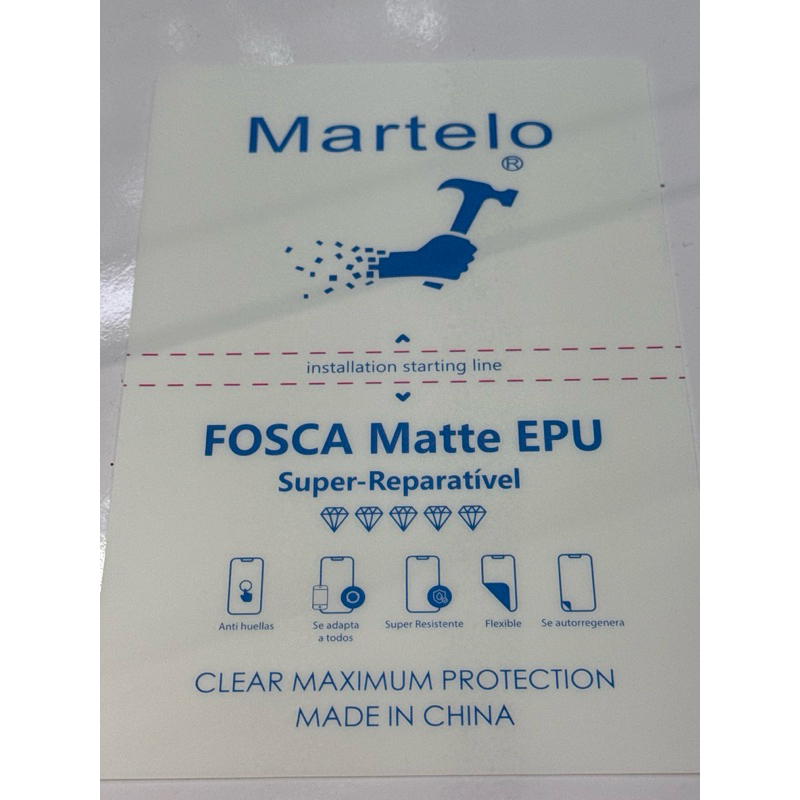 Martelo
®
installation starting line
FOSCA Matte EPU
Super-Reparatível
Anti huellas
Se adapta
a todos
Super Resistente
Flexible
Se autorregenera
CLEAR MAXIMUM PROTECTION
MADE IN CHINA